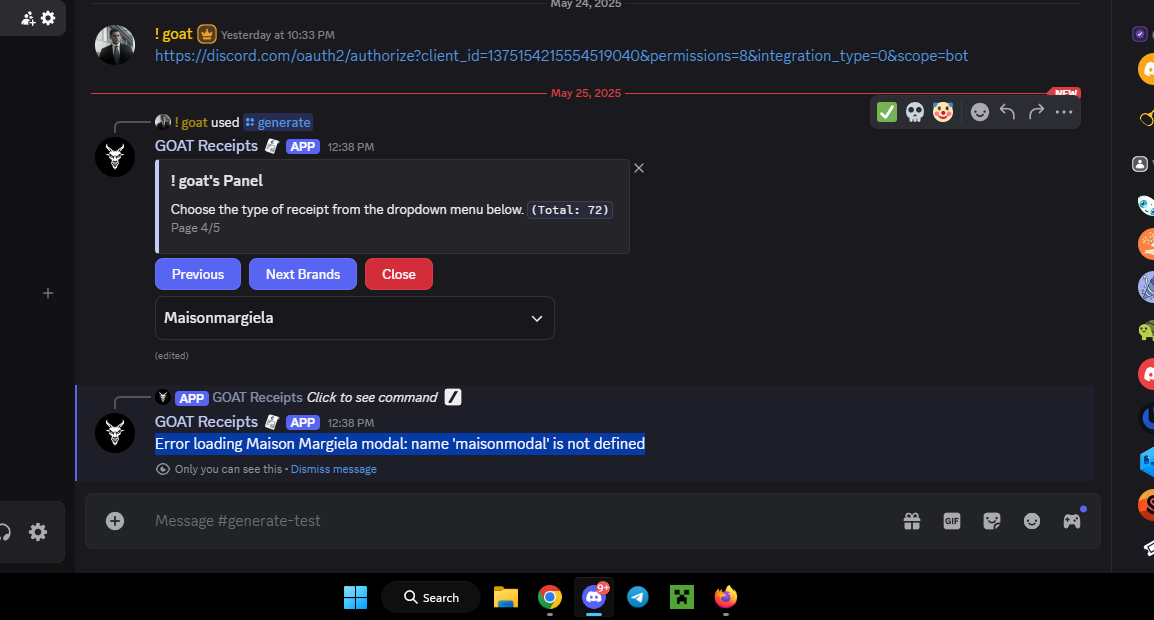 May 24, 2025
! goat Yesterday at 10:33 PM
https://discord.com/oauth2/authorize?client_id=1375154215554519040&permissions=8&integration_type=0&scope=bot
May 25, 2025
NEW
! goat used generate
GOAT Receipts APP 12:38 PM
! goat's Panel
Choose the type of receipt from the dropdown menu below. (Total: 72)
Page 4/5
Previous Next Brands Close
Maisonmargiela
(edited)
APP GOAT Receipts Click to see command
GOAT Receipts APP 12:38 PM
Error loading Maison Margiela modal: name 'maisonmodal' is not defined
Only you can see this • Dismiss message
Message #generate-test
GIF
Search
9+